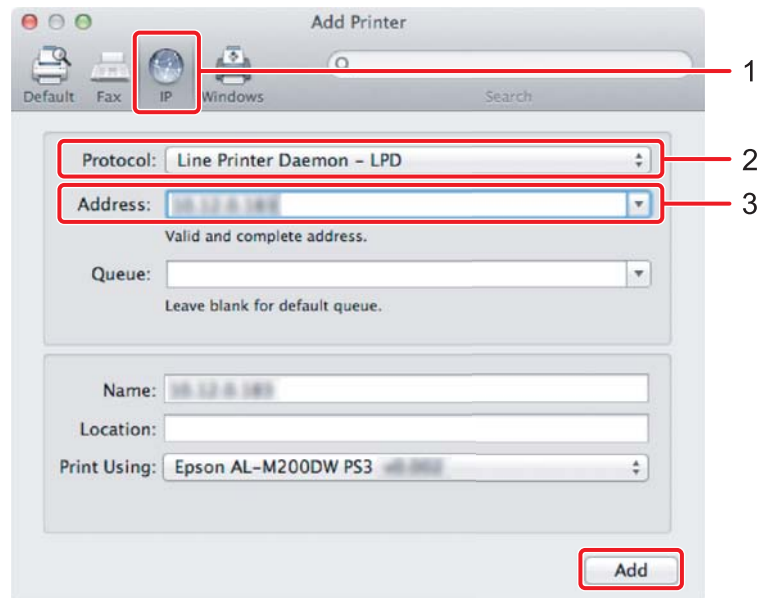 Add Printer
Default Fax IP Windows
Search
1
Protocol: Line Printer Daemon – LPD
2
Address:
3
Valid and complete address.
Queue:
Leave blank for default queue.
Name:
Location:
Print Using: Epson AL–M200DW PS3
Add